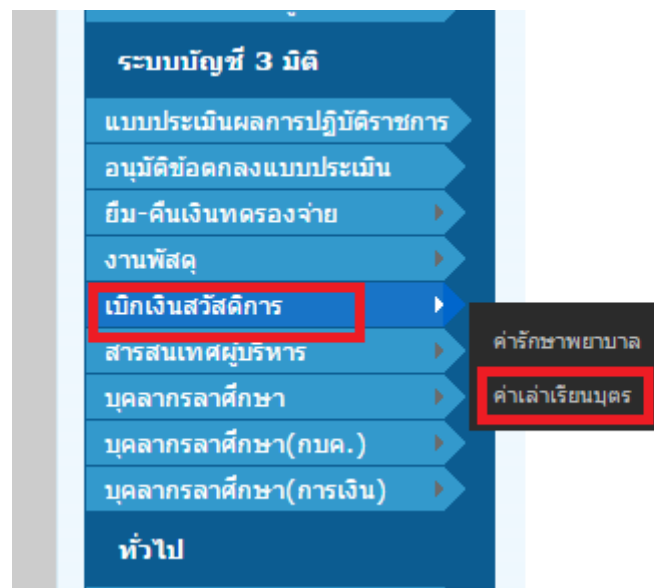 ระบบบัญชี 3 มิติ
แบบประเมินผลการปฏิบัติราชการ
อนุมัติข้อตกลงแบบประเมิน
ยืม-คืนเงินทดรองจ่าย
งานพัสดุ
เบิกเงินสวัสดิการ
สารสนเทศผู้บริหาร
ค่ารักษาพยาบาล
บุคลากรลาศึกษา
ค่าเล่าเรียนบุตร
บุคลากรลาศึกษา(กบค.)
บุคลากรลาศึกษา(การเงิน)
ทั่วไป